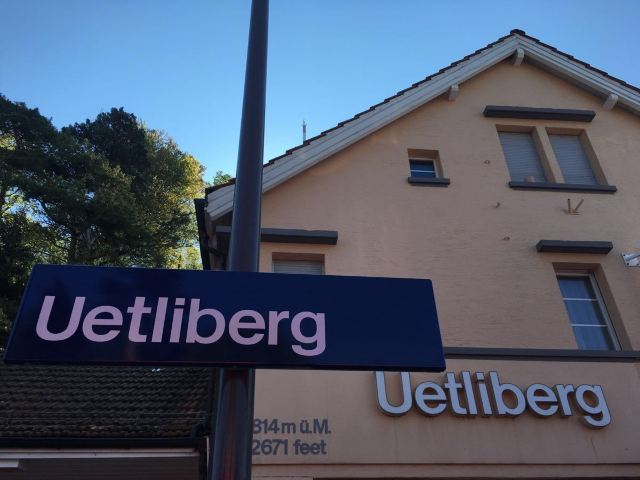 Uetliberg
Uetliberg
814 m ü.M.
2671 feet